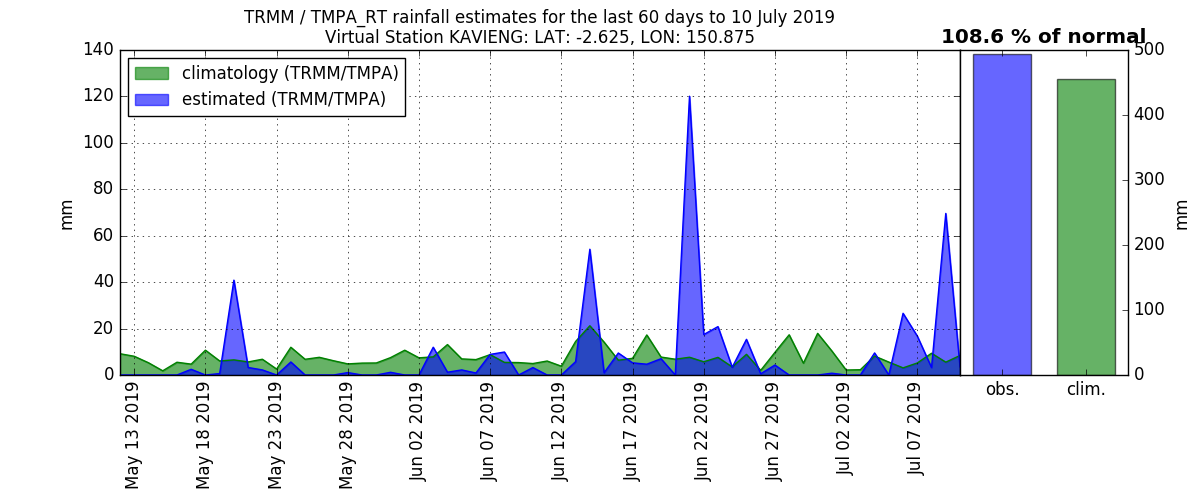 TRMM / TMPA_RT rainfall estimates for the last 60 days to 10 July 2019
Virtual Station KAVIENG: LAT: -2.625, LON: 150.875
108.6 % of normal
climatology (TRMM/TMPA)
estimated (TRMM/TMPA)
140
120
100
80
60
40
20
0
mm
500
400
300
200
100
0
mm
May 13 2019
May 18 2019
May 23 2019
May 28 2019
Jun 02 2019
Jun 07 2019
Jun 12 2019
Jun 17 2019
Jun 22 2019
Jun 27 2019
Jul 02 2019
Jul 07 2019
obs.
clim.